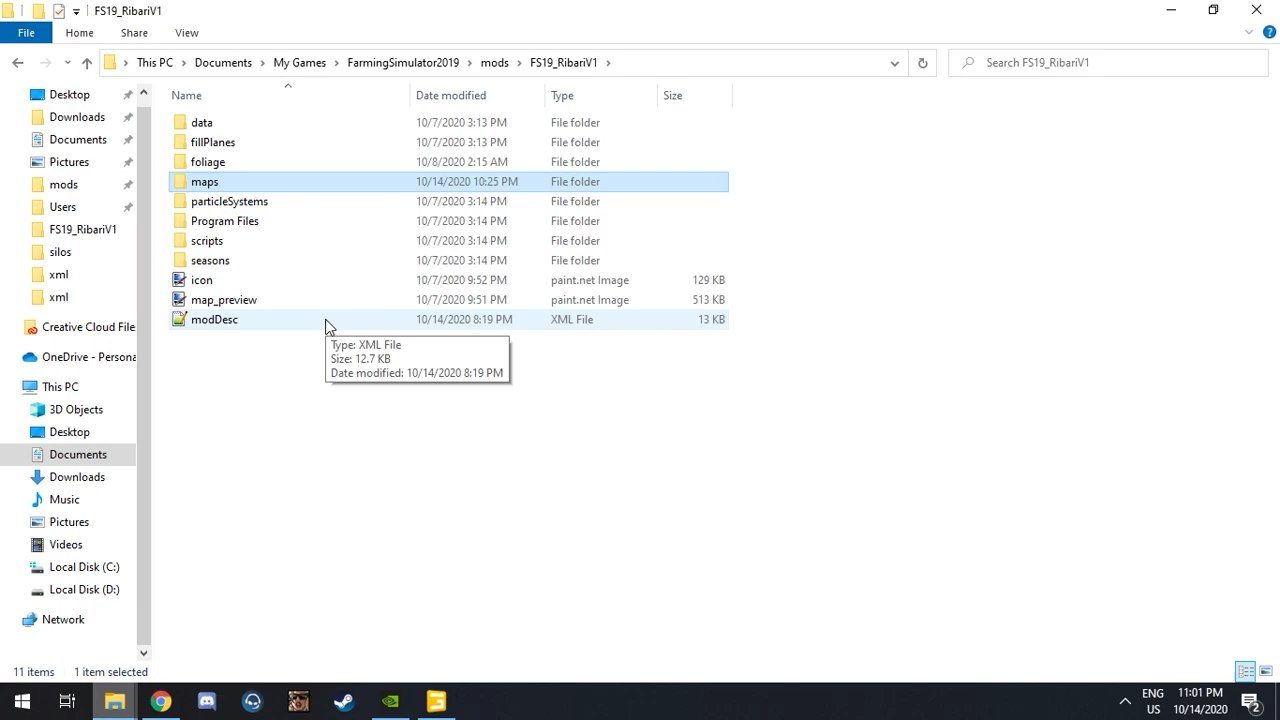 FS19_RibariV1
File Home Share View
This PC Documents My Games FarmingSimulator2019 mods FS19_RibariV1 Search FS19_RibariV1
Desktop
Downloads
Documents
Pictures
mods
Users
FS19_RibariV1
silos
xml
xml
Creative Cloud File
OneDrive - Persona
This PC
3D Objects
Desktop
Documents
Downloads
Music
Pictures
Videos
Local Disk (C:)
Local Disk (D:)
Network
Name Date modified Type Size
data 10/7/2020 3:13 PM File folder
fillPlanes 10/7/2020 3:13 PM File folder
foliage 10/8/2020 2:15 AM File folder
maps 10/14/2020 10:25 PM File folder
particleSystems 10/7/2020 3:14 PM File folder
Program Files 10/7/2020 3:14 PM File folder
scripts 10/7/2020 3:14 PM File folder
seasons 10/7/2020 3:14 PM File folder
icon 10/7/2020 9:52 PM paint.net Image 129 KB
map_preview 10/7/2020 9:51 PM paint.net Image 513 KB
modDesc 10/14/2020 8:19 PM XML File 13 KB
Type: XML File
Size: 12.7 KB
Date modified: 10/14/2020 8:19 PM
11 items 1 item selected
ENG 11:01 PM
US 10/14/2020 2